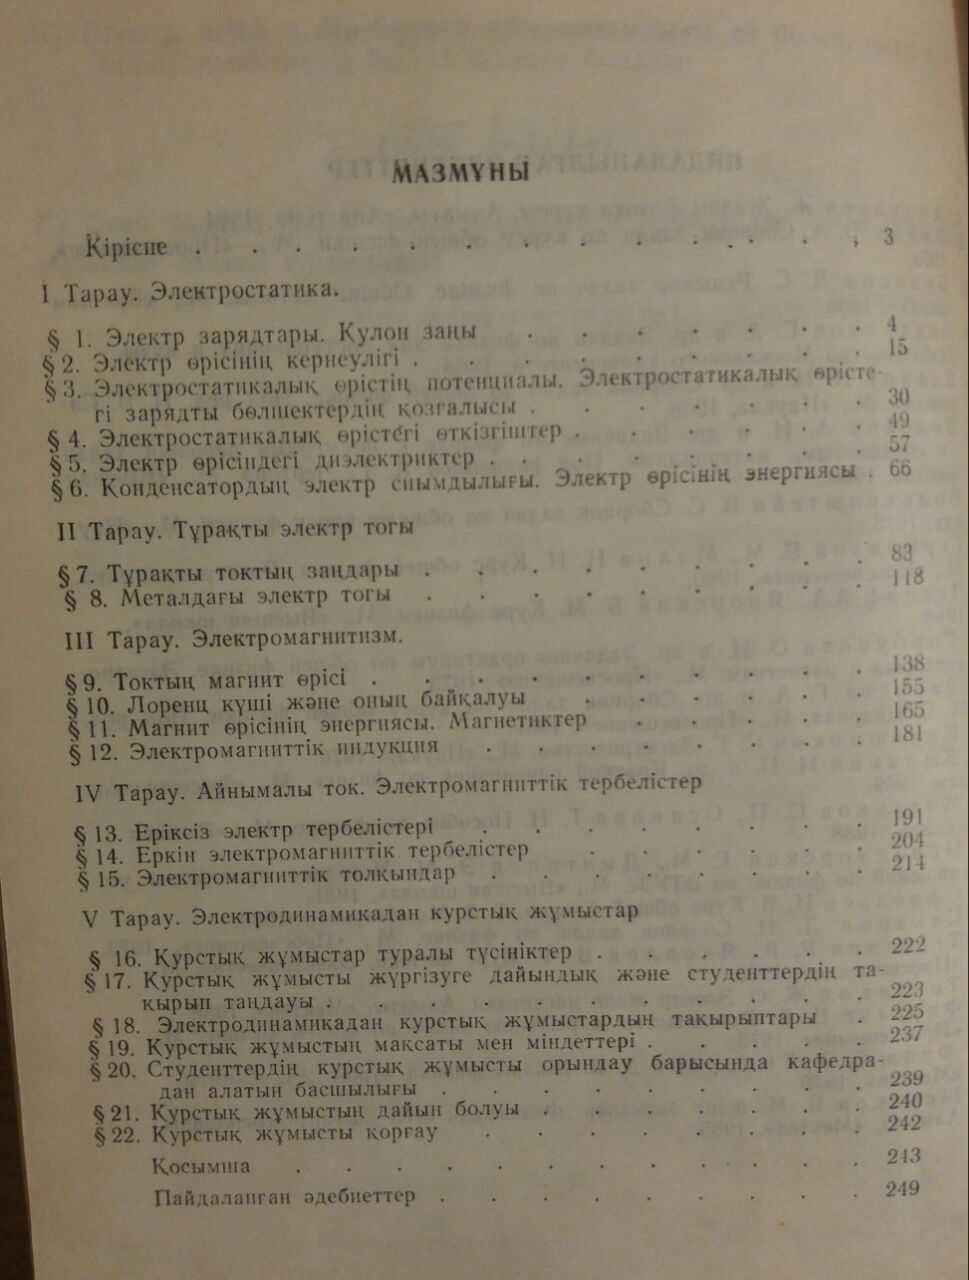 МАЗМҰНЫ
Кіріспе . . . . . . . . . . . . 3
I Тарау. Электростатика.
§ 1. Электр зарядтары. Кулон заңы . . . . . . . 4
§ 2. Электр өрісінің кернеулігі . . . . . . . . . 15
§ 3. Электростатикалық өрістің потенциалы. Электростатикалық өрісте-
гі зарядты бөлшектердің қозғалысы . . . . . . . 30
§ 4. Электростатикалық өрістегі өткізгіштер . . . . . . 49
§ 5. Электр өрісіндегі диэлектриктер . . . . . . . . 57
§ 6. Конденсатордың электр сиымдылығы. Электр өрісінің энергиясы . 66
II Тарау. Тұрақты электр тогы
§ 7. Тұрақты токтың заңдары . . . . . . . . . 83
§ 8. Металдағы электр тогы . . . . . . . . . 118
III Тарау. Электромагнитизм.
§ 9. Токтың магнит өрісі . . . . . . . . . . 138
§ 10. Лоренц күші және оның байқалуы . . . . . . 155
§ 11. Магнит өрісінің энергиясы. Магнетиктер . . . . . 165
§ 12. Электромагниттік индукция . . . . . . . . 181
IV Тарау. Айнымалы ток. Электромагниттік тербелістер
§ 13. Еріксіз электр тербелістері . . . . . . . . 191
§ 14. Еркін электромагниттік тербелістер . . . . . . 204
§ 15. Электромагниттік толқындар . . . . . . . . 214
V Тарау. Электродинамикадан курстық жұмыстар
§ 16. Курстық жұмыстар туралы түсініктер . . . . . . 222
§ 17. Курстық жұмысты жүргізуге дайындық және студенттердің та-
қырып таңдауы . . . . . . . . . . . 223
§ 18. Электродинамикадан курстық жұмыстардың тақырыптары . 225
§ 19. Курстық жұмыстың мақсаты мен міндеттері . . . . . 237
§ 20. Студенттердің курстық жұмысты орындау барысында кафедра-
дан алатын басшылығы . . . . . . . . . 239
§ 21. Курстық жұмыстың дайын болуы . . . . . . . 240
§ 22. Курстық жұмысты қорғау . . . . . . . . 242
Қосымша . . . . . . . . . . . . 243
Пайдаланған әдебиеттер . . . . . . . . . 249